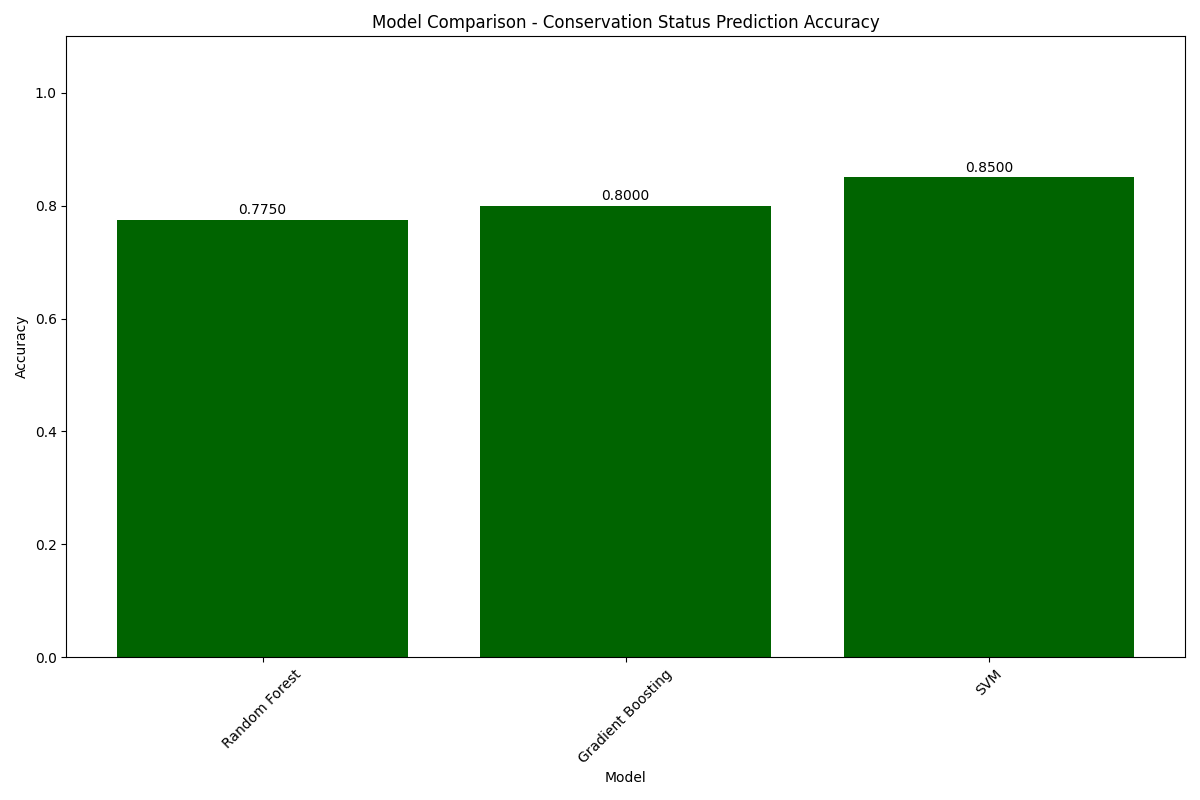 Model Comparison - Conservation Status Prediction Accuracy
1.0
0.8
0.6
0.4
0.2
0.0
Accuracy
0.7750
0.8000
0.8500
Random Forest
Gradient Boosting
SVM
Model